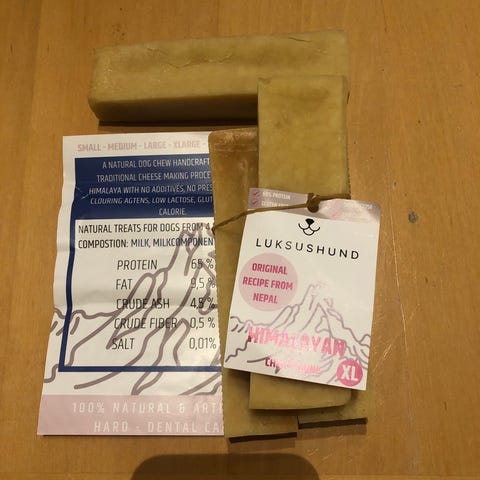 SMALL - MEDIUM - LARGE - XLARGE -
A NATURAL DOG CHEW HANDCRAFT
TRADITIONAL CHEESE MAKING PROCE
HIMALAYA WITH NO ADDITIVES, NO PRES
CLOURING AGTENS, LOW LACTOSE, GLUT
CALORIE.
NATURAL TREATS FOR DOGS FROM 4
COMPOSTION: MILK, MILKCOMPONEN
PROTEIN 65 %
FAT 9,5 %
CRUDE ASH 4,5 %
CRUDE FIBER 0,5 %
SALT 0,01%
100% NATURAL & ART
HARD - DENTAL CA
PROTEIN
GLUTEN
LUKSUSHUND
ORIGINAL
RECIPE FROM
NEPAL
HIMALAYAN
XL